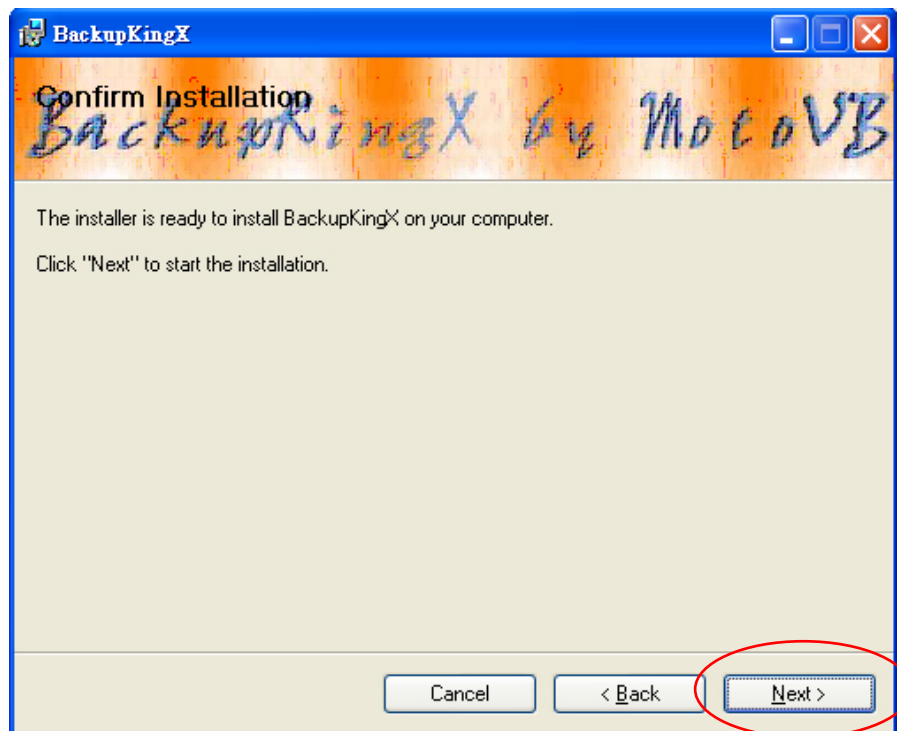 BackupKingX
Confirm Installation
BackupKingX by MotoVB
The installer is ready to install BackupKingX on your computer.
Click "Next" to start the installation.
Cancel
< Back
Next >